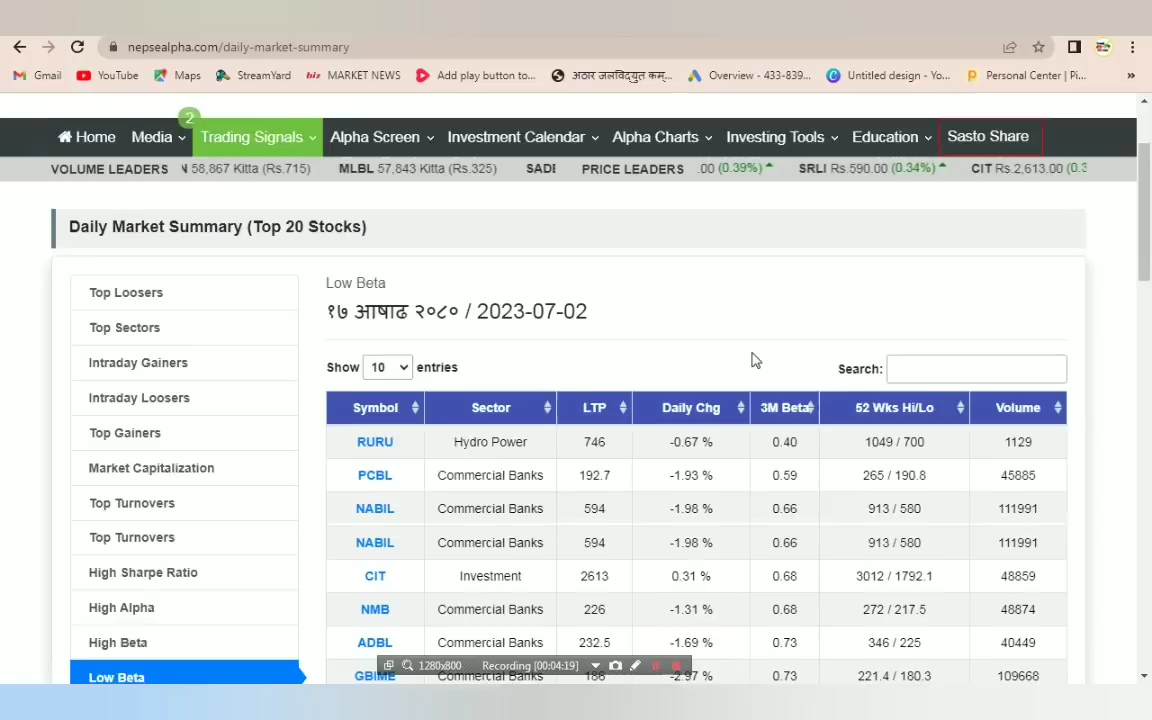 nepsealpha.com/daily-market-summary
Gmail YouTube Maps StreamYard biz MARKET NEWS Add play button to... अठार जलविद्युत कम्... Overview - 433-839... Untitled design - Yo... Personal Center | Pi... »
2
Home Media Trading Signals Alpha Screen Investment Calendar Alpha Charts Investing Tools Education Sasto Share
VOLUME LEADERS 58,867 Kitta (Rs.715) MLBL 57,843 Kitta (Rs.325) SADI PRICE LEADERS .00 (0.39%) SRLI Rs.590.00 (0.34%) CIT Rs.2,613.00 (0.3
Daily Market Summary (Top 20 Stocks)
Top Loosers
Top Sectors
Intraday Gainers
Intraday Loosers
Top Gainers
Market Capitalization
Top Turnovers
Top Turnovers
High Sharpe Ratio
High Alpha
High Beta
Low Beta
Low Beta
१७ आषाढ २०८० / 2023-07-02
Show 10 entries Search:
Symbol Sector LTP Daily Chg 3M Beta 52 Wks Hi/Lo Volume
RURU Hydro Power 746 -0.67 % 0.40 1049 / 700 1129
PCBL Commercial Banks 192.7 -1.93 % 0.59 265 / 190.8 45885
NABIL Commercial Banks 594 -1.98 % 0.66 913 / 580 111991
NABIL Commercial Banks 594 -1.98 % 0.66 913 / 580 111991
CIT Investment 2613 0.31 % 0.68 3012 / 1792.1 48859
NMB Commercial Banks 226 -1.31 % 0.68 272 / 217.5 48874
ADBL Commercial Banks 232.5 -1.69 % 0.73 346 / 225 40449
GBIME Commercial Banks 186 -2.97 % 0.73 221.4 / 180.3 109668
1280x800 Recording [00:04:19]